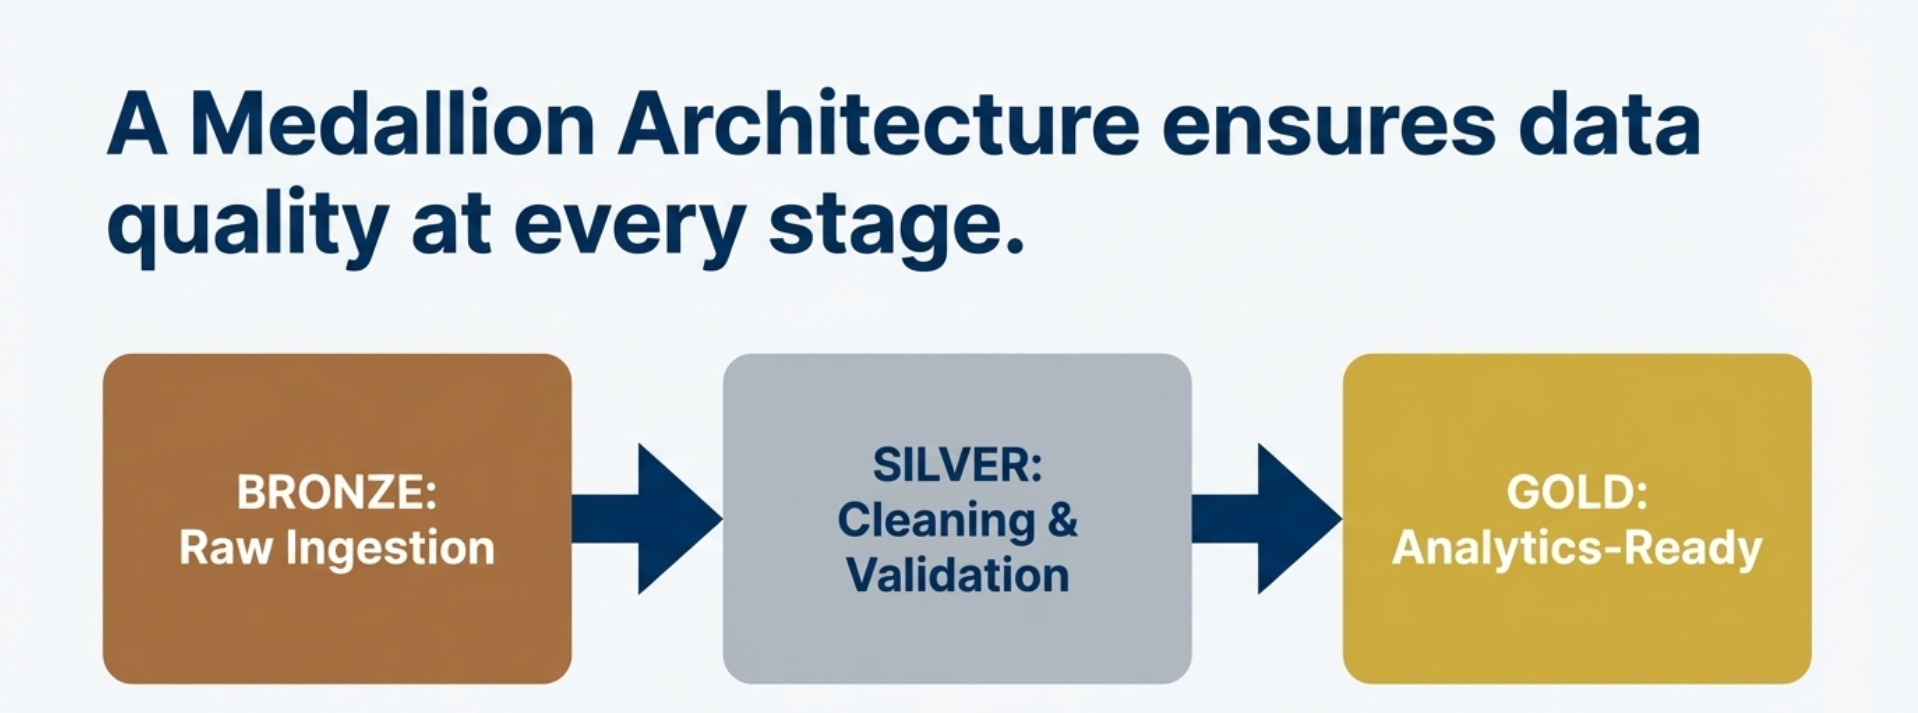 A Medallion Architecture ensures data
quality at every stage.
BRONZE:
Raw Ingestion
SILVER:
Cleaning &
Validation
GOLD:
Analytics-Ready